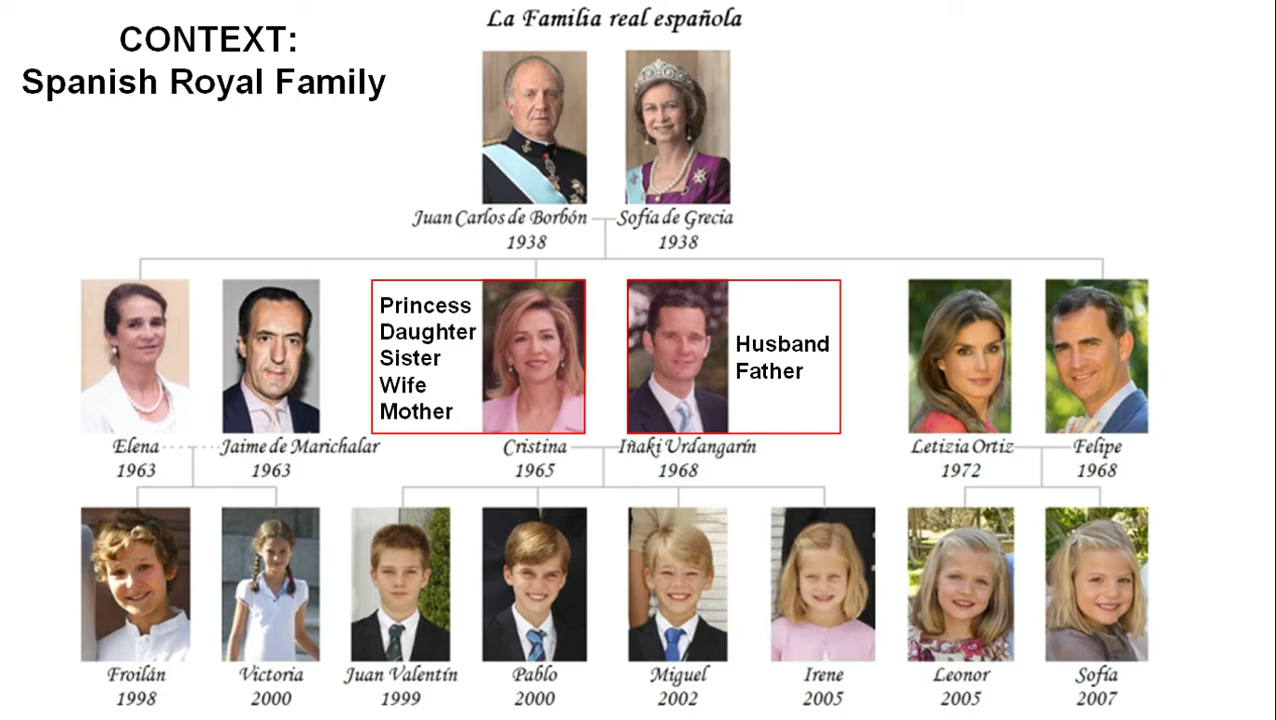 La Familia real española
CONTEXT:
Spanish Royal Family
Juan Carlos de Borbón
1938
Sofía de Grecia
1938
Princess
Daughter
Sister
Wife
Mother
Husband
Father
Elena
1963
Jaime de Marichalar
1963
Cristina
1965
Iñaki Urdangarín
1968
Letizia Ortiz
1972
Felipe
1968
Froilán
1998
Victoria
2000
Juan Valentín
1999
Pablo
2000
Miguel
2002
Irene
2005
Leonor
2005
Sofía
2007